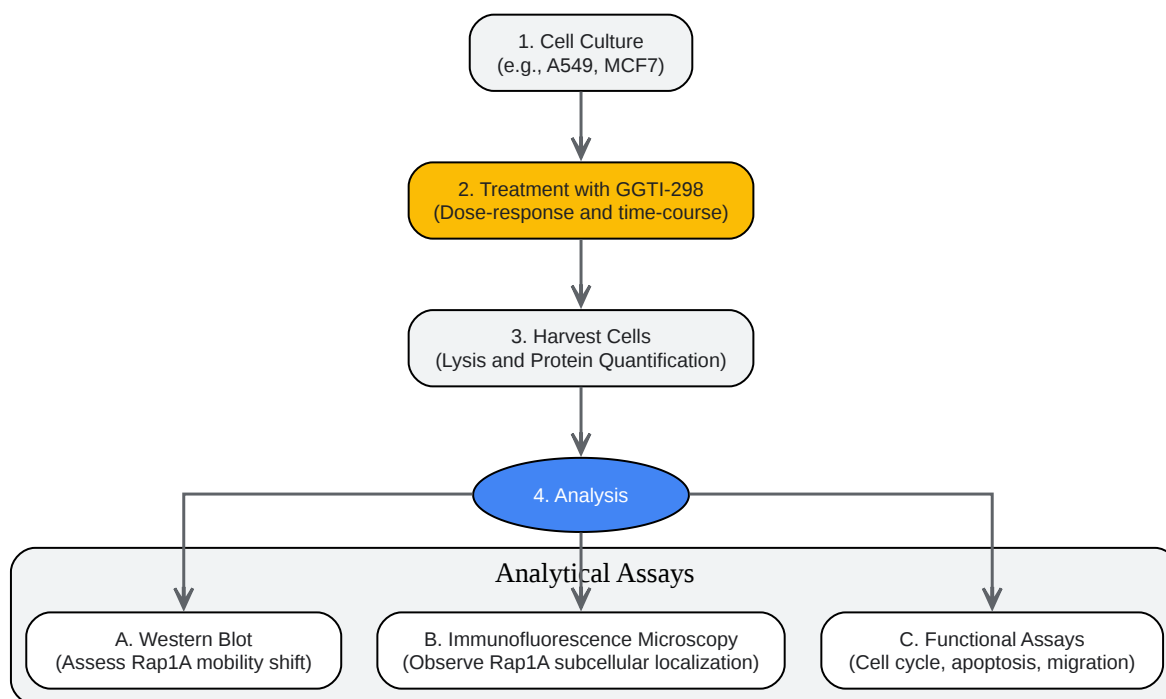 1. Cell Culture
(e.g., A549, MCF7)
2. Treatment with GGTI-298
(Dose-response and time-course)
3. Harvest Cells
(Lysis and Protein Quantification)
4. Analysis
Analytical Assays
A. Western Blot
(Assess Rap1A mobility shift)
B. Immunofluorescence Microscopy
(Observe Rap1A subcellular localization)
C. Functional Assays
(Cell cycle, apoptosis, migration)